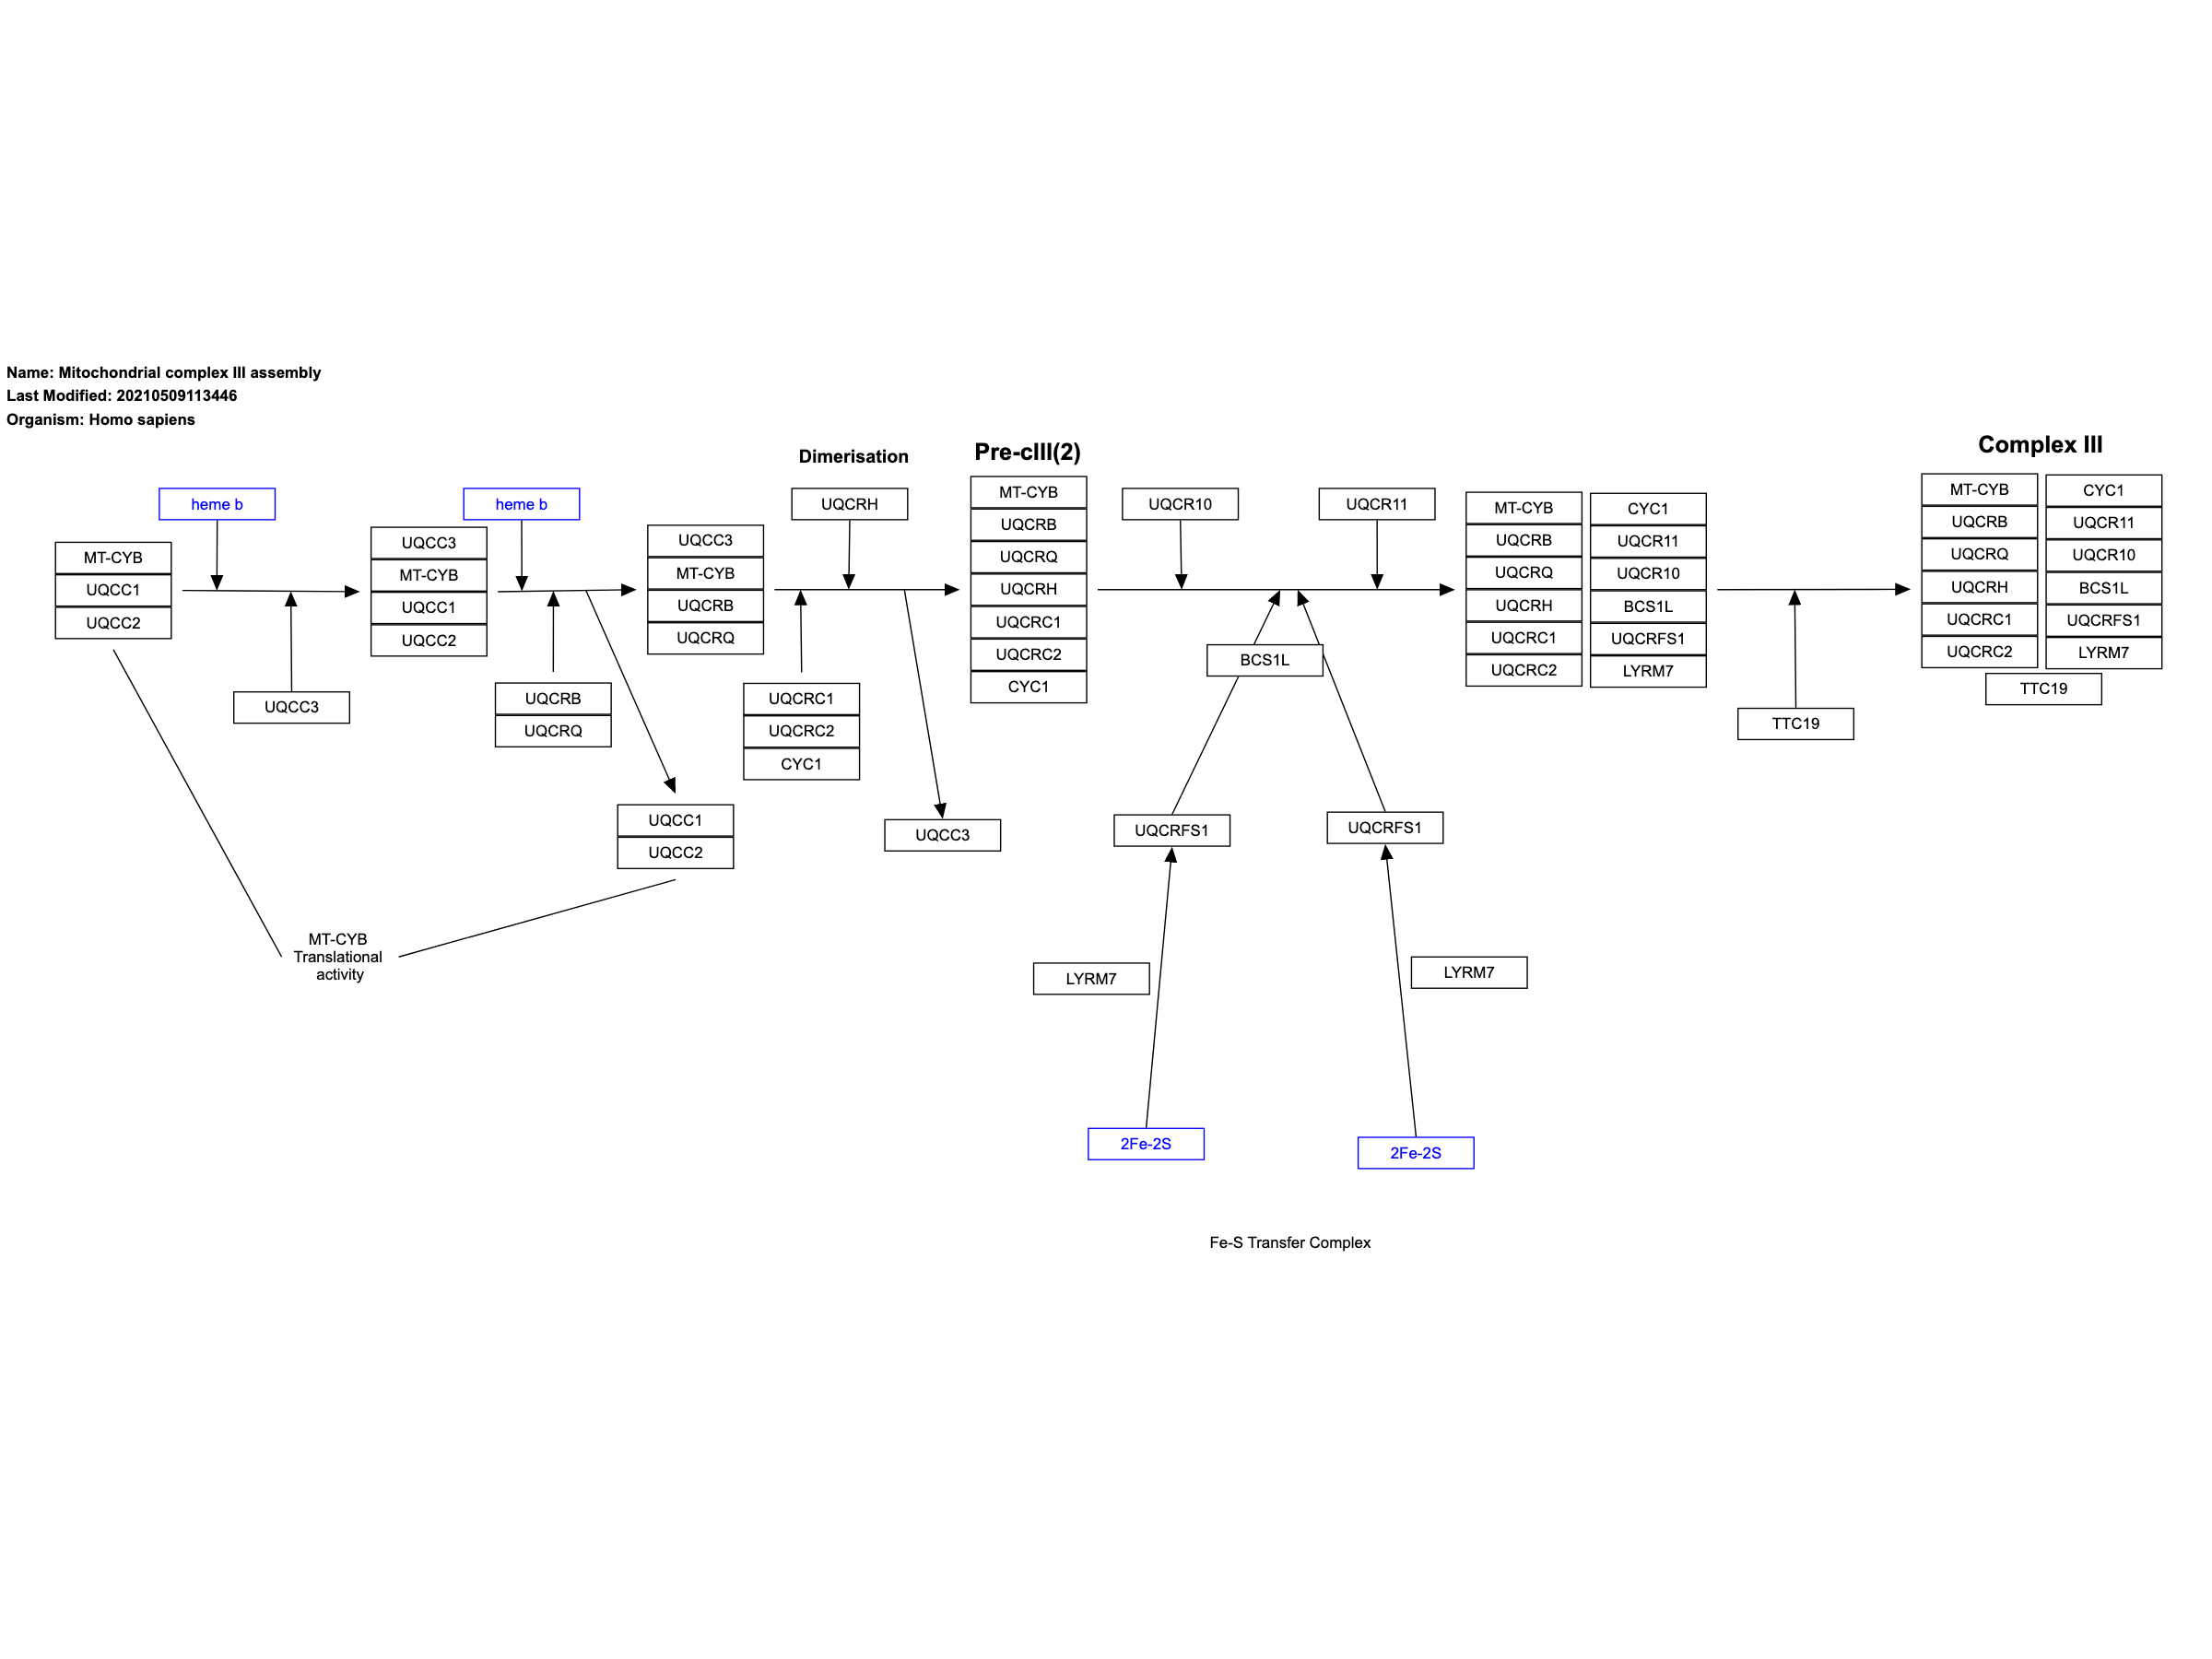 Name: Mitochondrial complex III assembly
Last Modified: 20210509113446
Organism: Homo sapiens
Dimerisation
Pre-cIII(2)
Complex III
heme b
MT-CYB
UQCC1
UQCC2
UQCC3
UQCC3
MT-CYB
UQCC1
UQCC2
heme b
UQCRB
UQCRQ
UQCC3
MT-CYB
UQCRB
UQCRQ
UQCC1
UQCC2
MT-CYB
Translational
activity
UQCRH
UQCRC1
UQCRC2
CYC1
UQCC3
MT-CYB
UQCRB
UQCRQ
UQCRH
UQCRC1
UQCRC2
CYC1
UQCR10
UQCR11
BCS1L
UQCRFS1
UQCRFS1
LYRM7
LYRM7
2Fe-2S
2Fe-2S
Fe-S Transfer Complex
MT-CYB
UQCRB
UQCRQ
UQCRH
UQCRC1
UQCRC2
CYC1
UQCR11
UQCR10
BCS1L
UQCRFS1
LYRM7
TTC19
MT-CYB
UQCRB
UQCRQ
UQCRH
UQCRC1
UQCRC2
CYC1
UQCR11
UQCR10
BCS1L
UQCRFS1
LYRM7
TTC19